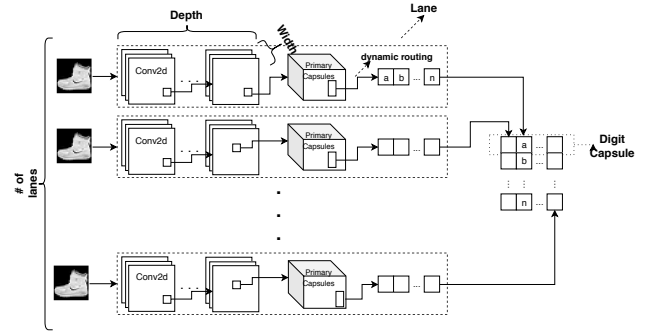 Lane
Depth
Width
dynamic routing
Conv2d
. . .
Primary
Capsules
a b ... n
# of
lanes
Conv2d
. . .
Primary
Capsules
...
a ...
b ...
Digit
Capsule
n ...
Conv2d
. . .
Primary
Capsules
...